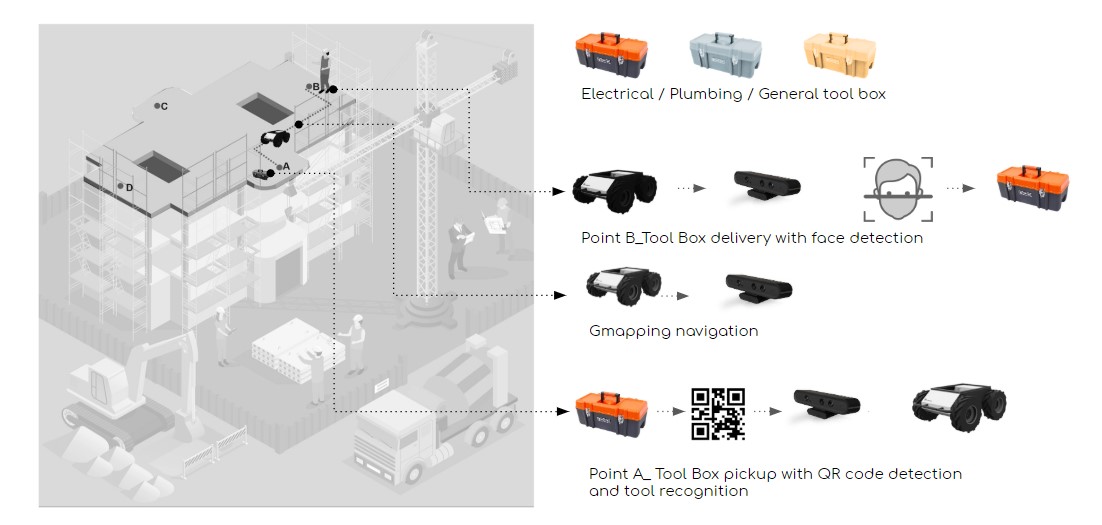 Electrical / Plumbing / General tool box
B
C
A
D
Point B_Tool Box delivery with face detection
Gmapping navigation
Point A_ Tool Box pickup with QR code detection
and tool recognition